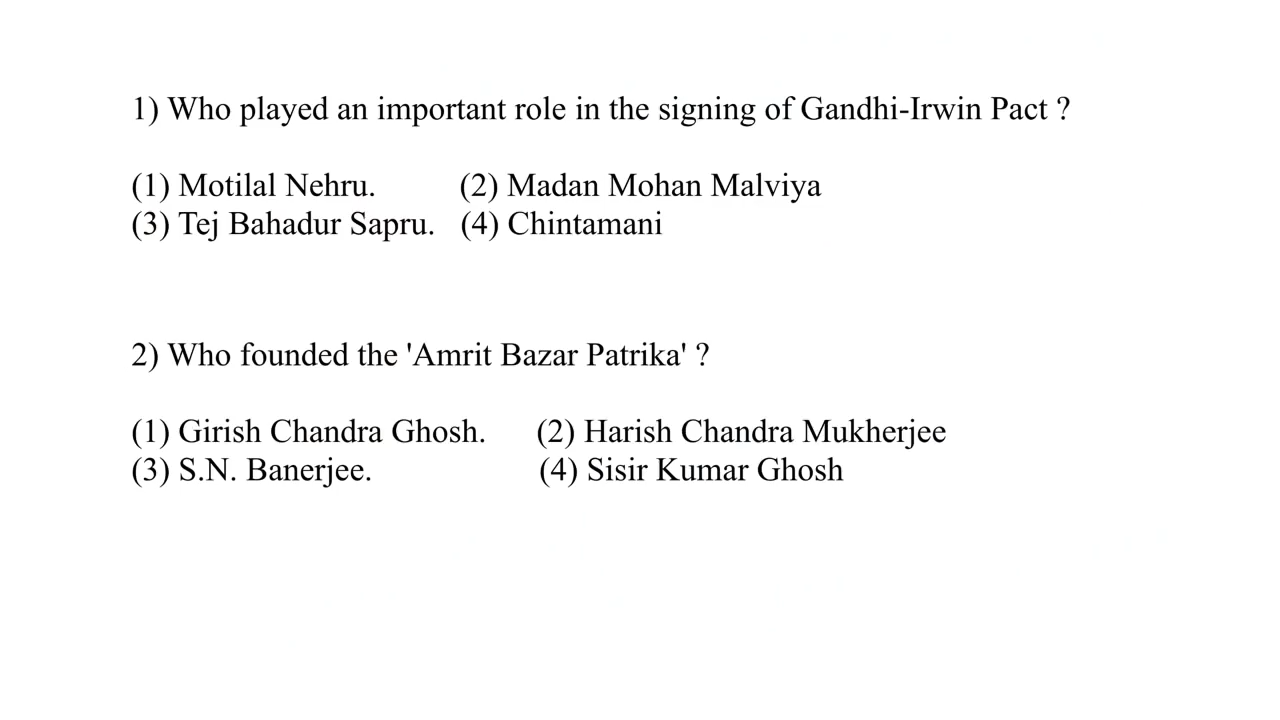 1) Who played an important role in the signing of Gandhi-Irwin Pact ?
(1) Motilal Nehru. (2) Madan Mohan Malviya
(3) Tej Bahadur Sapru. (4) Chintamani
2) Who founded the 'Amrit Bazar Patrika' ?
(1) Girish Chandra Ghosh. (2) Harish Chandra Mukherjee
(3) S.N. Banerjee. (4) Sisir Kumar Ghosh